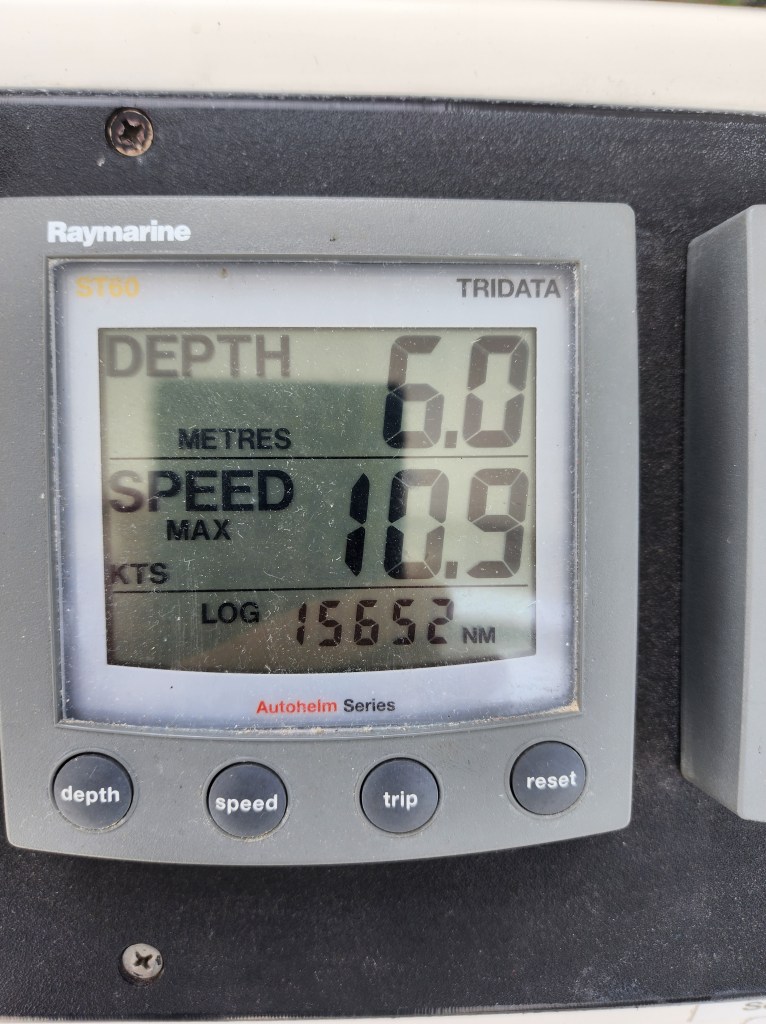 Raymarine
ST60 TRIDATA
DEPTH 6.0
METRES
SPEED 10.9
MAX
KTS
LOG 15652 NM
Autohelm Series
depth speed trip reset